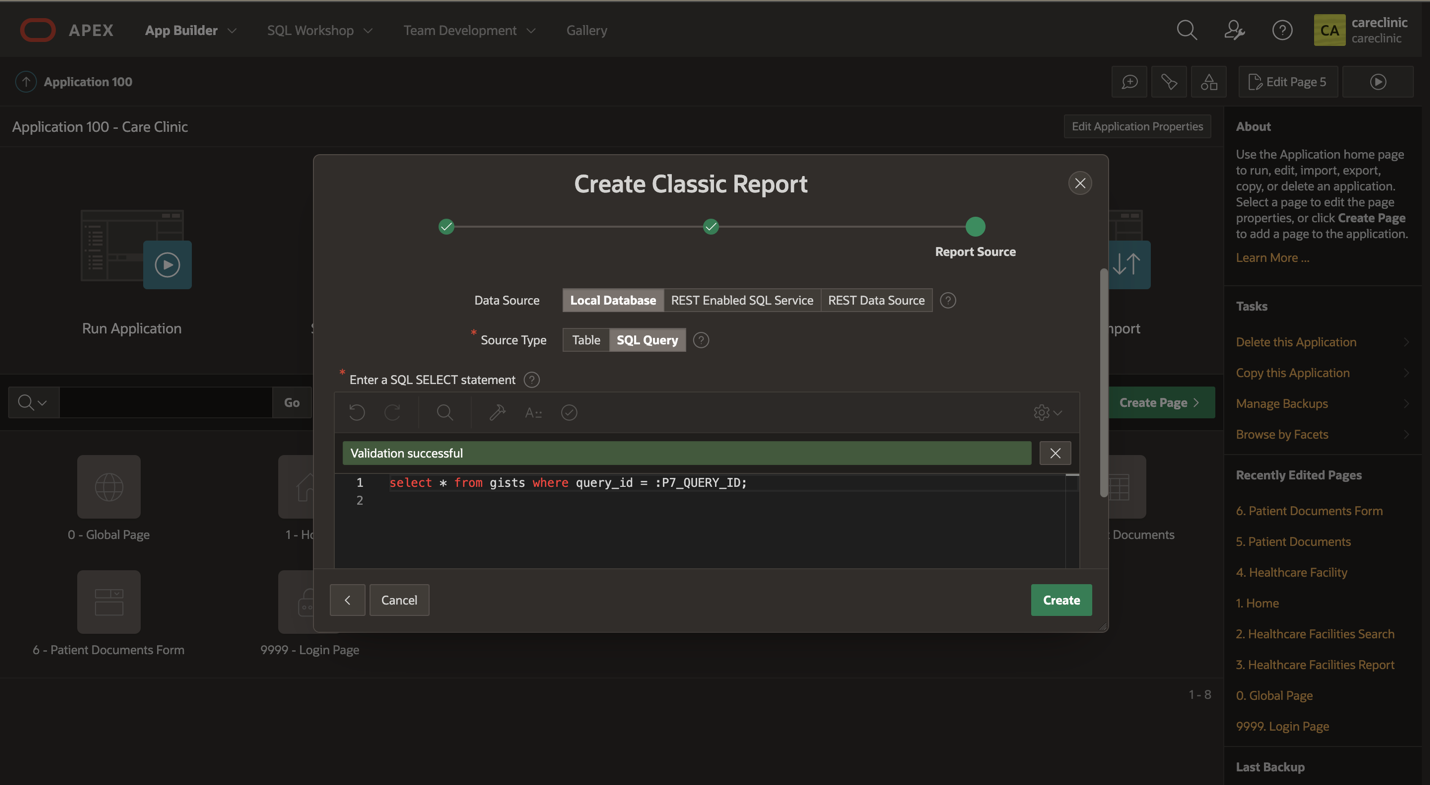 APEX
App Builder
SQL Workshop
Team Development
Gallery
CA
careclinic
careclinic
Application 100
Edit Page 5
Application 100 - Care Clinic
Edit Application Properties
About
Use the Application home page
to run, edit, import, export,
copy, or delete an application.
Select a page to edit the page
properties, or click Create Page
to add a page to the application.
Learn More ...
Create Classic Report
Report Source
Data Source
Local Database
REST Enabled SQL Service
REST Data Source
* Source Type
Table
SQL Query
* Enter a SQL SELECT statement
Validation successful
1 select * from gists where query_id = :P7_QUERY_ID;
2
Cancel
Create
Run Application
Go
Create Page
Tasks
Delete this Application
Copy this Application
Manage Backups
Browse by Facets
0 - Global Page
Documents
6 - Patient Documents Form
9999 - Login Page
1 - 8
Recently Edited Pages
6. Patient Documents Form
5. Patient Documents
4. Healthcare Facility
1. Home
2. Healthcare Facilities Search
3. Healthcare Facilities Report
0. Global Page
9999. Login Page
Last Backup